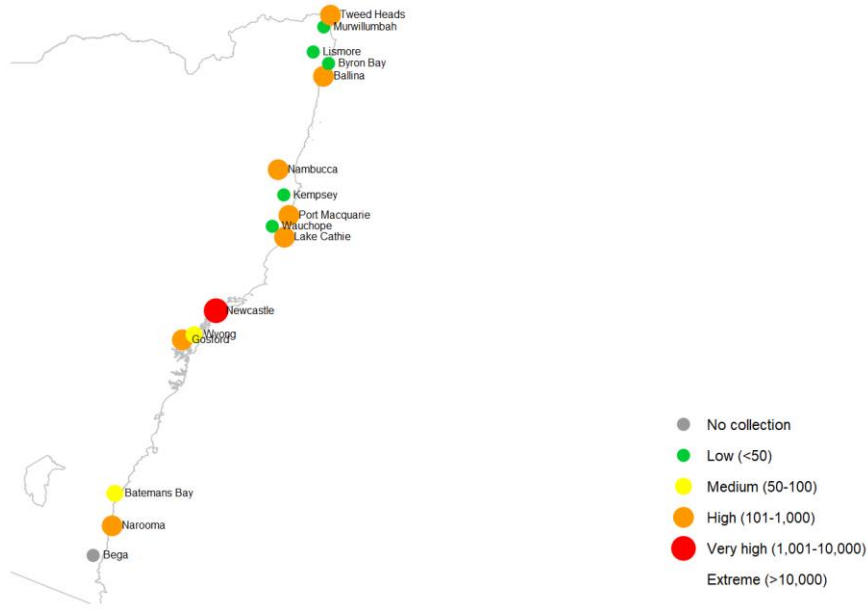 Tweed Heads
Murwillumbah
Lismore
Byron Bay
Ballina
Nambucca
Kempsey
Port Macquarie
Wauchope
Lake Cathie
Newcastle
Wyong
Gosford
No collection
Low (<50)
Batemans Bay
Medium (50-100)
High (101-1,000)
Narooma
Very high (1,001-10,000)
Bega
Extreme (>10,000)